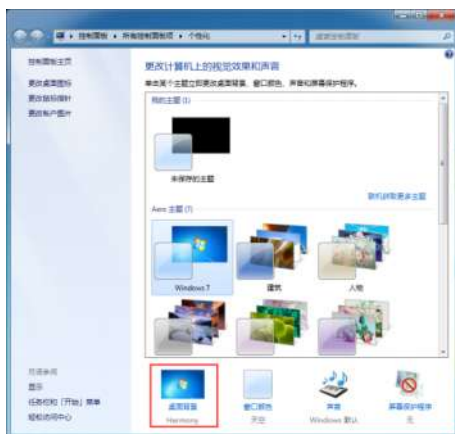 控制面板 ▸ 所有控制面板项 ▸ 个性化
搜索控制面板
控制面板主页
更改桌面图标
更改鼠标指针
更改帐户图片
更改计算机上的视觉效果和声音
单击某个主题立即更改桌面背景、窗口颜色、声音和屏幕保护程序。
我的主题 (1)
未保存的主题
联机获取更多主题
Aero 主题 (7)
Windows 7
建筑
人物
另请参阅
显示
任务栏和「开始」菜单
轻松访问中心
桌面背景
Harmony
窗口颜色
天空
声音
Windows 默认
屏幕保护程序
无